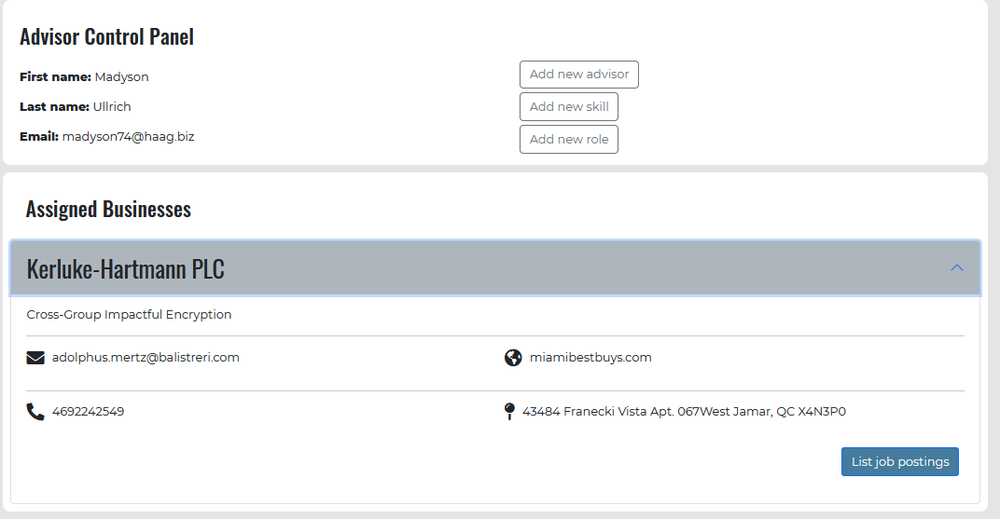 Advisor Control Panel
First name: Madyson
Add new advisor
Last name: Ullrich
Add new skill
Email: madyson74@haag.biz
Add new role
Assigned Businesses
Kerluke-Hartmann PLC
Cross-Group Impactful Encryption
adolphus.mertz@balistreri.com
miamibestbuys.com
4692242549
43484 Franecki Vista Apt. 067West Jamar, QC X4N3P0
List job postings